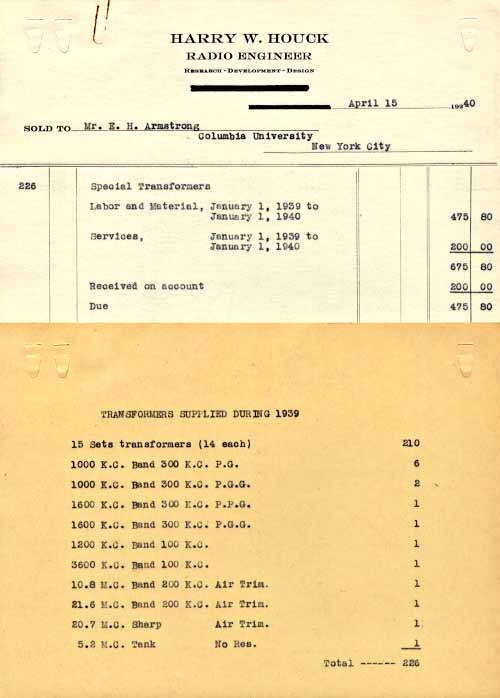 HARRY W. HOUCK
RADIO ENGINEER
RESEARCH - DEVELOPMENT - DESIGN
April 15 1940
SOLD TO Mr. E. H. Armstrong
Columbia University
New York City
226 Special Transformers
Labor and Material, January 1, 1939 to
January 1, 1940 475 80
Services, January 1, 1939 to
January 1, 1940 200 00
675 80
Received on account 200 00
Due 475 80
TRANSFORMERS SUPPLIED DURING 1939
15 Sets transformers (14 each) 210
1000 K.C. Band 300 K.C. P.G. 6
1000 K.C. Band 300 K.C. P.G.G. 2
1600 K.C. Band 300 K.C. P.P.G. 1
1600 K.C. Band 300 K.C. P.G.G. 1
1200 K.C. Band 100 K.C. 1
3600 K.C. Band 100 K.C. 1
10.8 M.C. Band 200 K.C. Air Trim. 1
21.6 M.C. Band 200 K.C. Air Trim. 1
20.7 M.C. Sharp Air Trim. 1
5.2 M.C. Tank No Res. 1
Total ------ 226